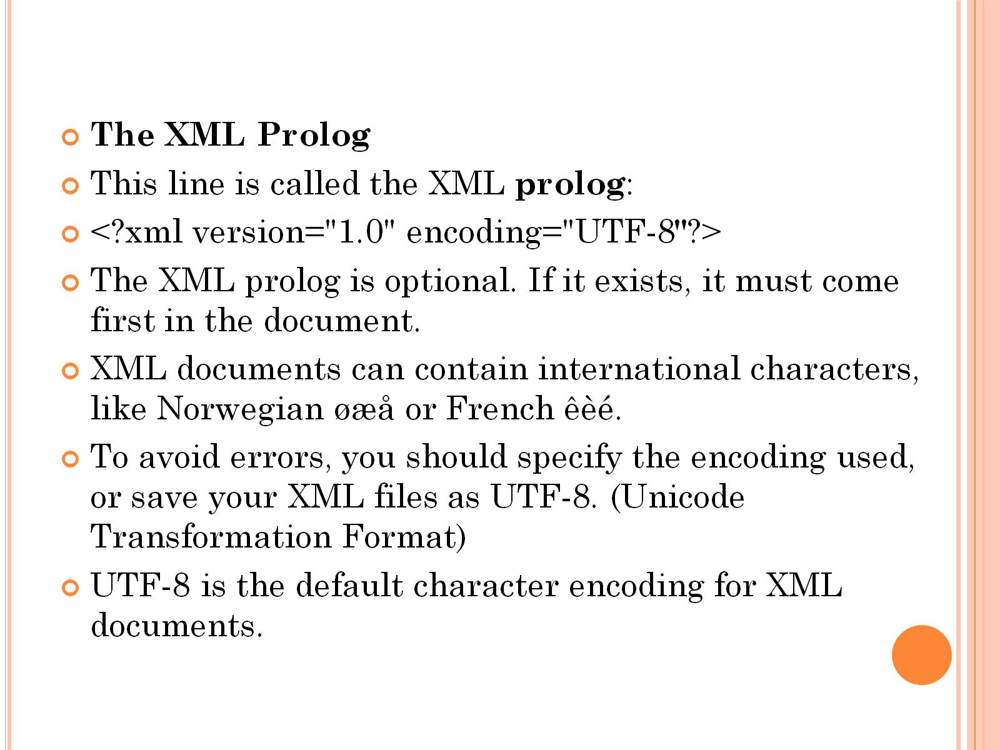 The XML Prolog
This line is called the XML prolog:
<?xml version="1.0" encoding="UTF-8"?>
The XML prolog is optional. If it exists, it must come
first in the document.
XML documents can contain international characters,
like Norwegian øæå or French êèé.
To avoid errors, you should specify the encoding used,
or save your XML files as UTF-8. (Unicode
Transformation Format)
UTF-8 is the default character encoding for XML
documents.